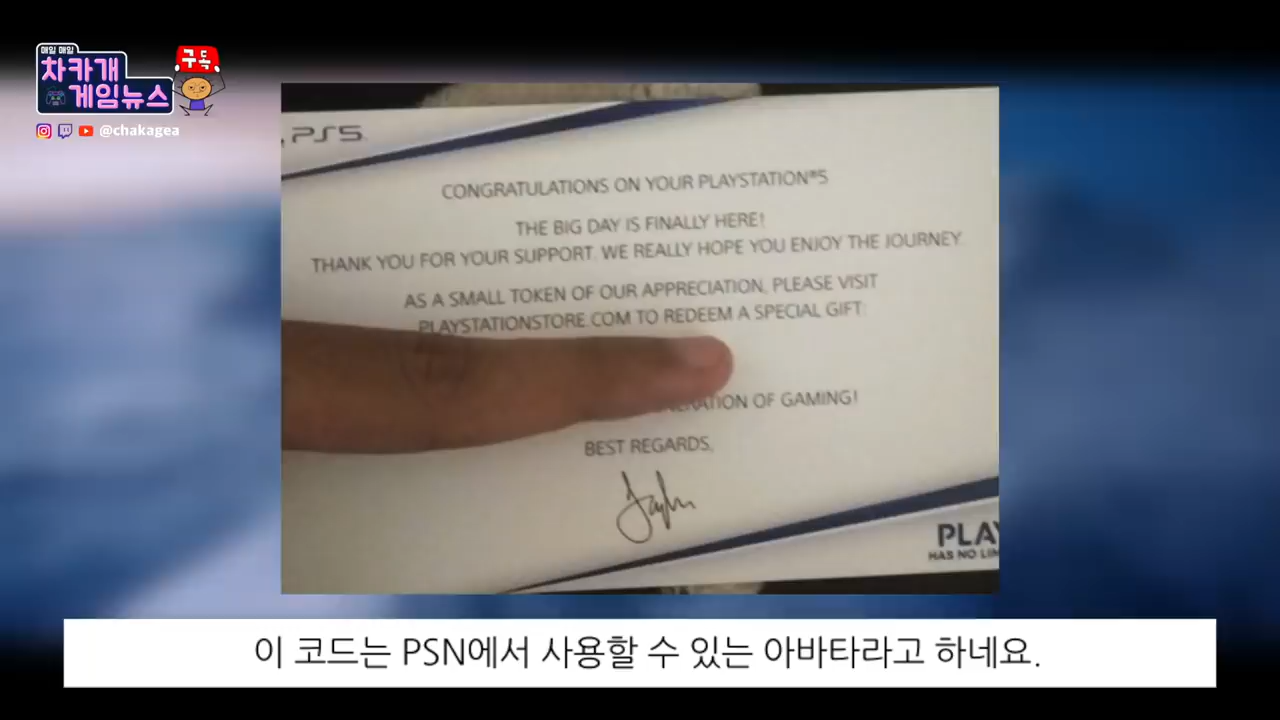 매일 매일
차카개
게임뉴스
구독
@chakagea
PS5
CONGRATULATIONS ON YOUR PLAYSTATION®5
THE BIG DAY IS FINALLY HERE!
THANK YOU FOR YOUR SUPPORT. WE REALLY HOPE YOU ENJOY THE JOURNEY.
AS A SMALL TOKEN OF OUR APPRECIATION, PLEASE VISIT
PLAYSTATIONSTORE.COM TO REDEEM A SPECIAL GIFT:
OF GAMING!
BEST REGARDS,
PLAY
HAS NO LIM
이 코드는 PSN에서 사용할 수 있는 아바타라고 하네요.